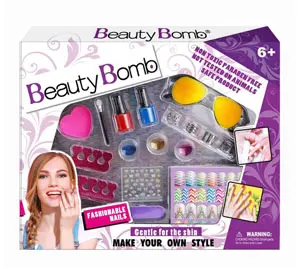 Beauty Bomb
Beauty Bomb
NON TOXIC PARABEN FREE
NOT TESTED ON ANIMALS
SAFE PRODUCT
6+
FASHIONABLE
NAILS
Gentle for the skin
MAKE YOUR OWN STYLE
WARNING: